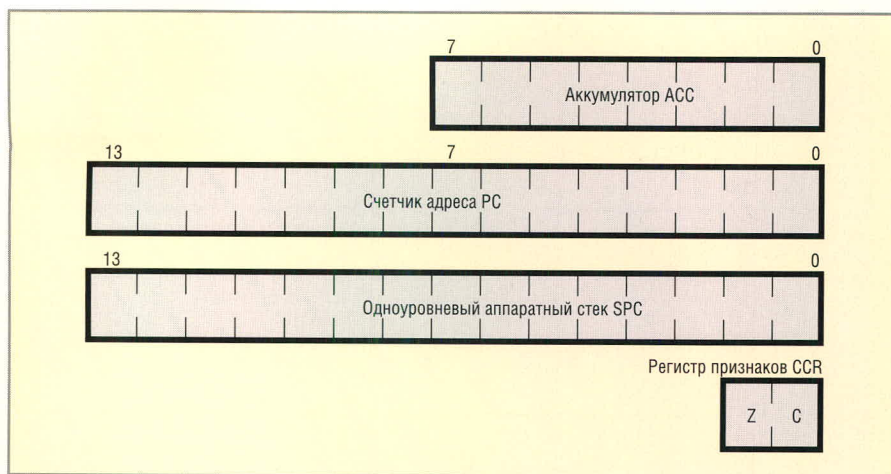 7 0
Аккумулятор ACC
13 7 0
Счетчик адреса PC
13 0
Одноуровневый аппаратный стек SPC
Регистр признаков CCR
Z C